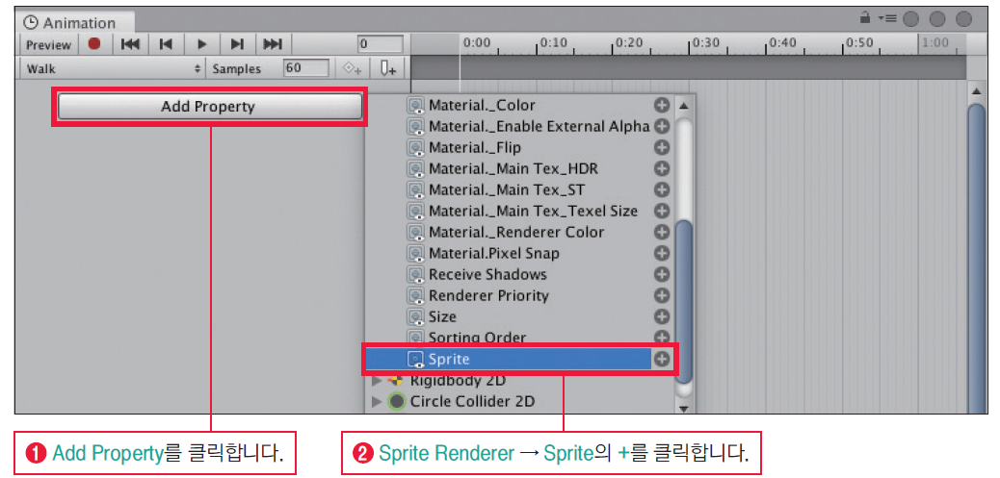 Animation
Preview 0 0:00 0:10 0:20 0:30 0:40 0:50 1:00
Walk Samples 60
Add Property
Material._Color
Material._Enable External Alpha
Material._Flip
Material._Main Tex_HDR
Material._Main Tex_ST
Material._Main Tex_Texel Size
Material._Renderer Color
Material.Pixel Snap
Receive Shadows
Renderer Priority
Size
Sorting Order
Sprite
Rigidbody 2D
Circle Collider 2D
❶ Add Property를 클릭합니다.
❷ Sprite Renderer → Sprite의 +를 클릭합니다.